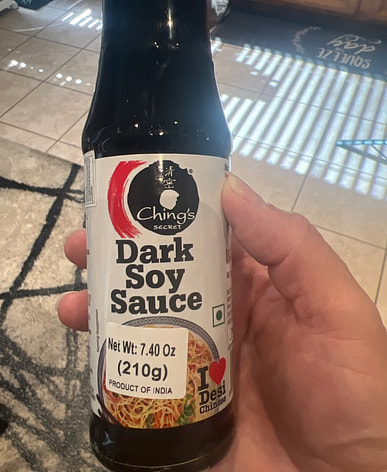 Ching's
SECRET
Dark
Soy
Sauce
Net Wt: 7.40 Oz
(210g)
PRODUCT OF INDIA
I
Desi
Chinese